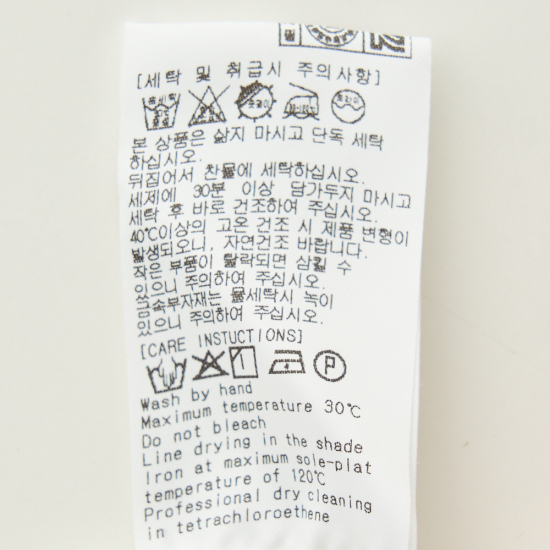 [세탁 및 취급시 주의사항]
본 상품은 삶지 마시고 단독 세탁
하십시오.
뒤집어서 찬물에 세탁하십시오.
세제에 30분 이상 담가두지 마시고
세탁 후 바로 건조하여 주십시오.
40℃이상의 고온 건조 시 제품 변형이
발생되오니, 자연건조 바랍니다.
작은 부품이 탈락되면 삼킬 수
있으니 주의하여 주십시오.
금속부자재는 물세탁시 녹이
있으니 주의하여 주십시오.
[CARE INSTUCTIONS]
P
Wash by hand
Maximum temperature 30℃
Do not bleach
Line drying in the shade
Iron at maximum sole-plat
temperature of 120℃
Professional dry cleaning
in tetrachloroethene